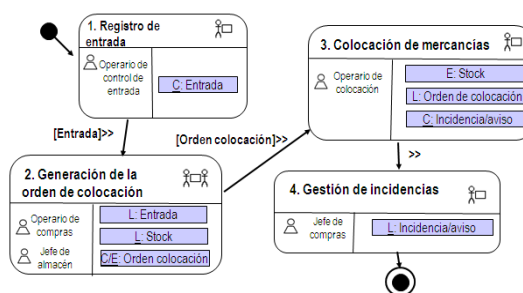 1. Registro de
entrada
Operario de
control de
entrada
C: Entrada
[Entrada]>>
2. Generación de la
orden de colocación
Operario de
compras
Jefe de
almacén
L: Entrada
L: Stock
C/E: Orden colocación
[Orden colocación]>>
3. Colocación de mercancías
Operario de
colocación
E: Stock
L: Orden de colocación
C: Incidencia/aviso
>>
4. Gestión de incidencias
Jefe de
compras
L: Incidencia/aviso